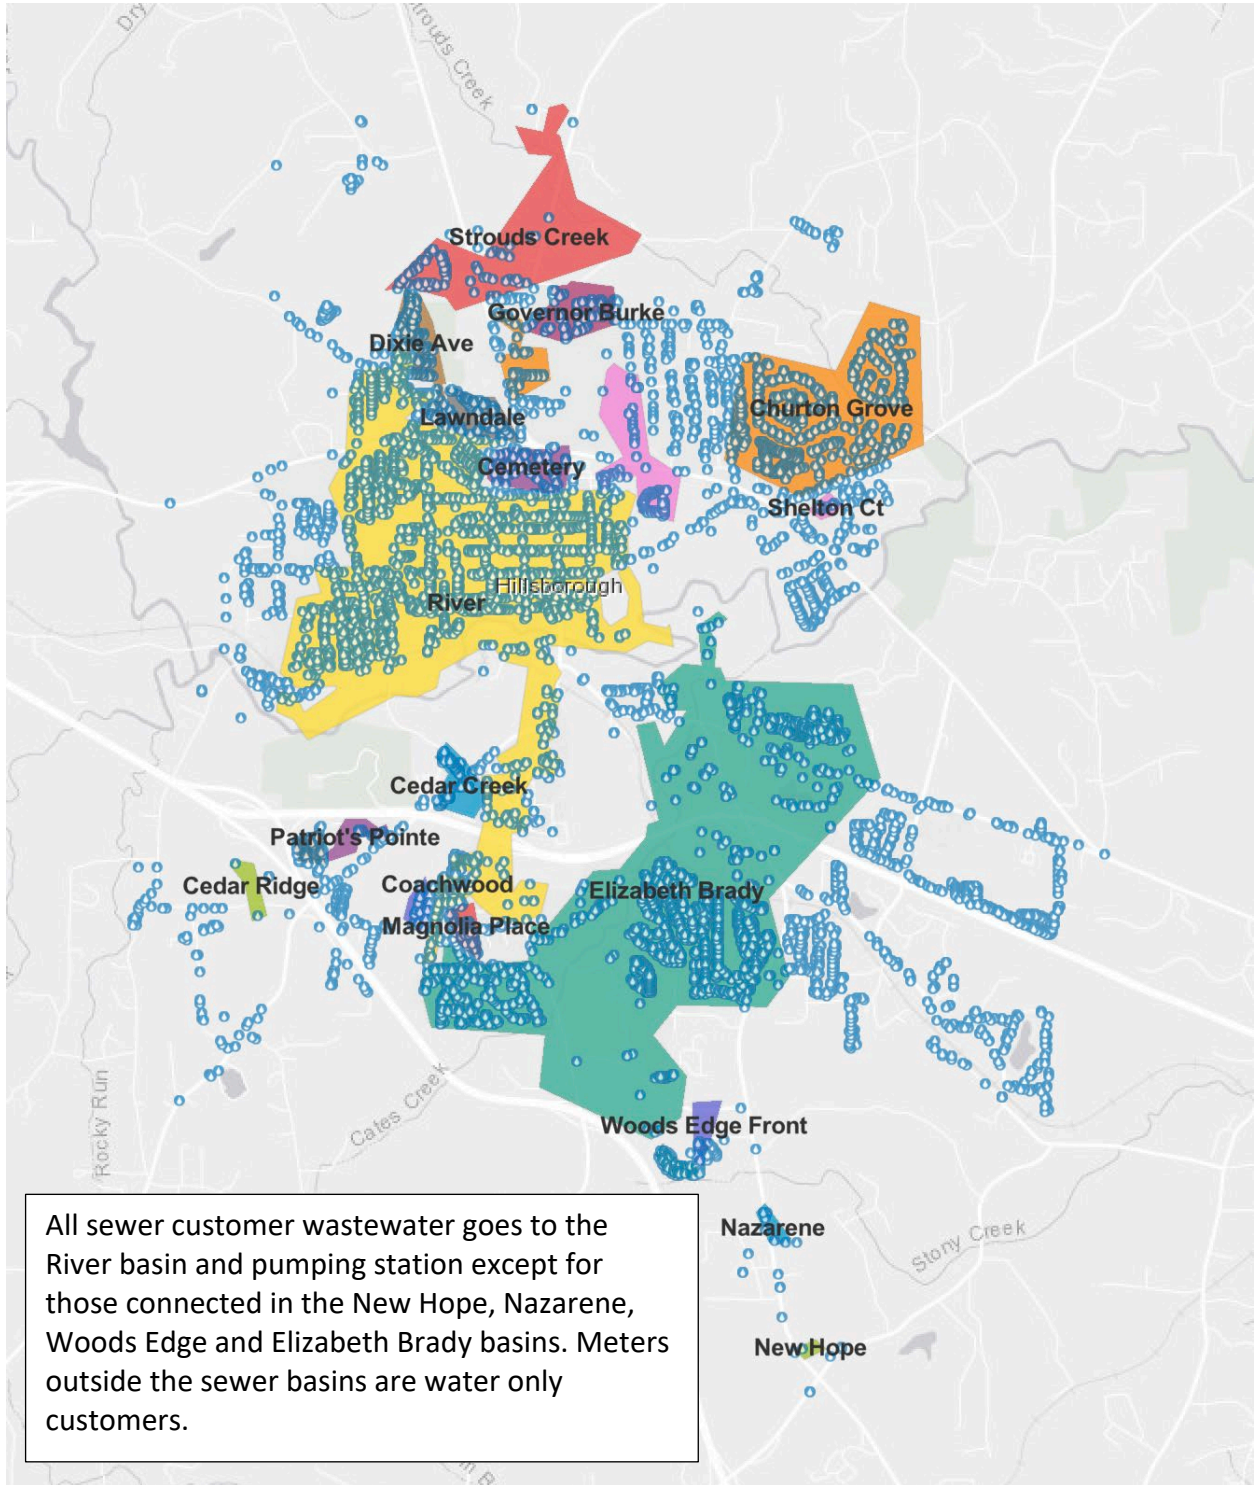 Dry
Strouds Creek
Strouds Creek
Governor Burke
Dixie Ave
Churton Grove
Lawndale
Cemetery
Shelton Ct
Hillsborough
River
Cedar Creek
Patriot's Pointe
Cedar Ridge
Coachwood
Elizabeth Brady
Magnolia Place
Rocky Run
Cates Creek
Woods Edge Front
Nazarene
Stony Creek
New Hope
All sewer customer wastewater goes to the
River basin and pumping station except for
those connected in the New Hope, Nazarene,
Woods Edge and Elizabeth Brady basins. Meters
outside the sewer basins are water only
customers.